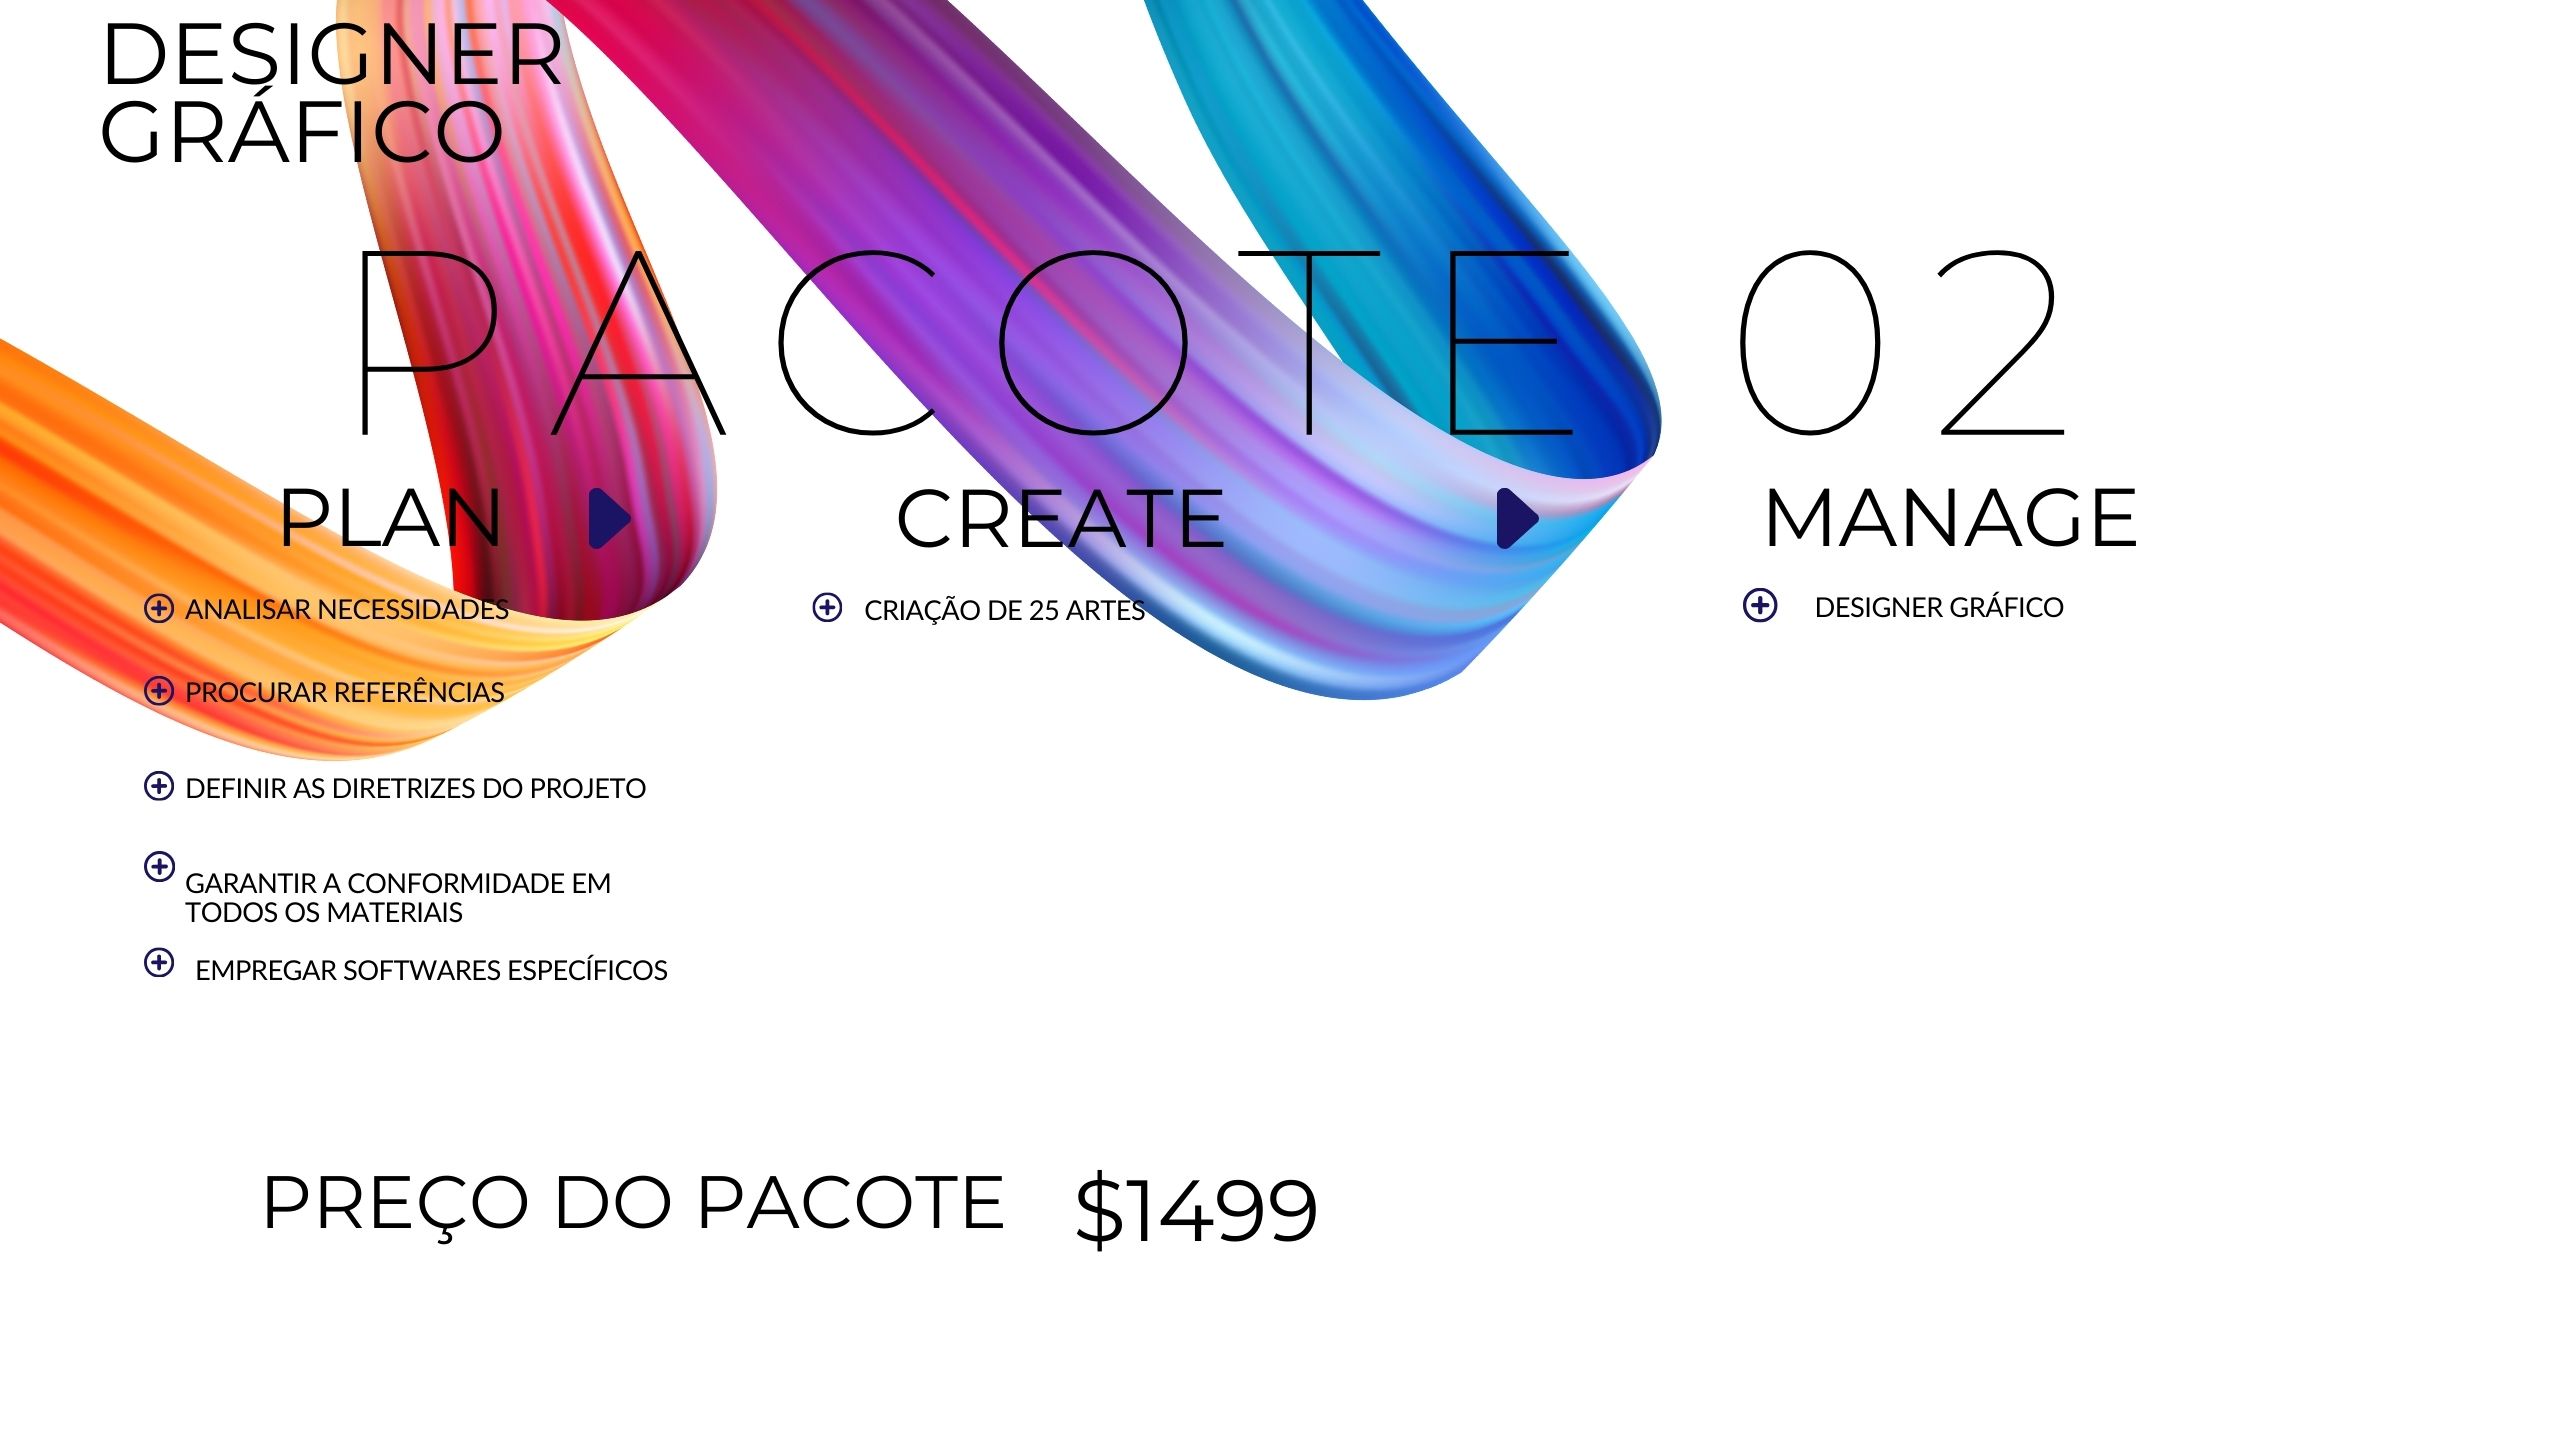 DESIGNER
GRÁFICO
PACOTE 02
PLAN
ANALISAR NECESSIDADES
PROCURAR REFERÊNCIAS
DEFINIR AS DIRETRIZES DO PROJETO
GARANTIR A CONFORMIDADE EM
TODOS OS MATERIAIS
EMPREGAR SOFTWARES ESPECÍFICOS
CREATE
CRIAÇÃO DE 25 ARTES
MANAGE
DESIGNER GRÁFICO
PREÇO DO PACOTE $1499